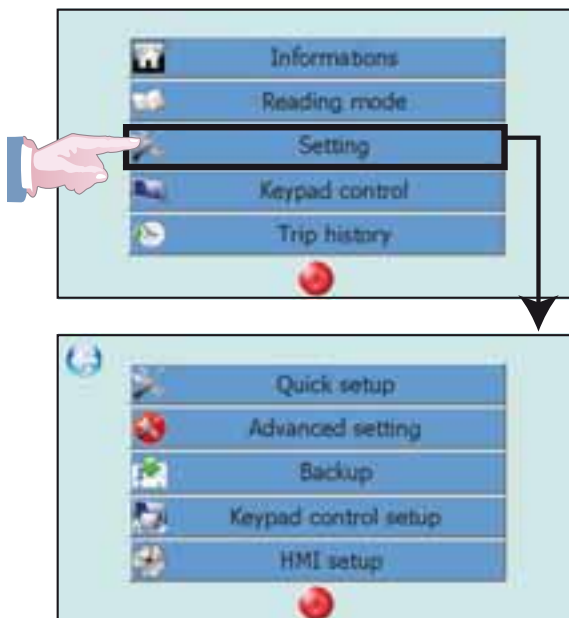 Informations
Reading mode
Setting
Keypad control
Trip history
Quick setup
Advanced setting
Backup
Keypad control setup
HMI setup